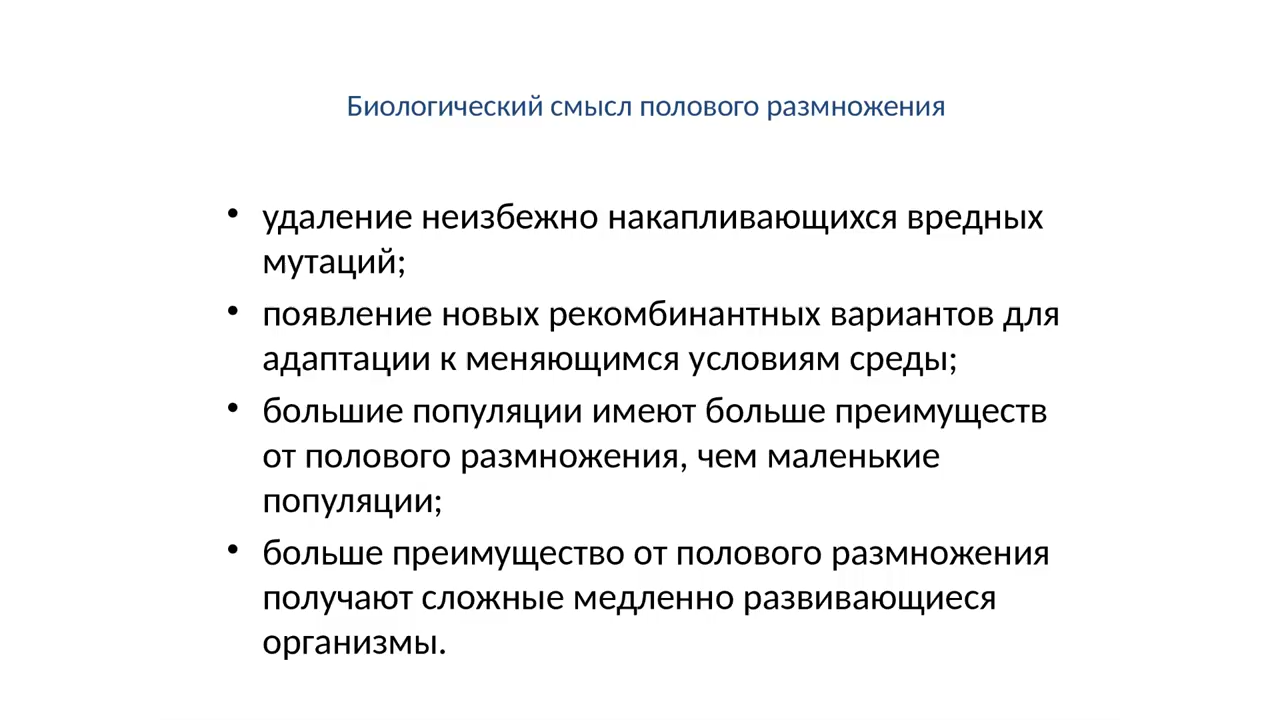 Биологический смысл полового размножения
• удаление неизбежно накапливающихся вредных
мутаций;
• появление новых рекомбинантных вариантов для
адаптации к меняющимся условиям среды;
• большие популяции имеют больше преимуществ
от полового размножения, чем маленькие
популяции;
• больше преимущество от полового размножения
получают сложные медленно развивающиеся
организмы.